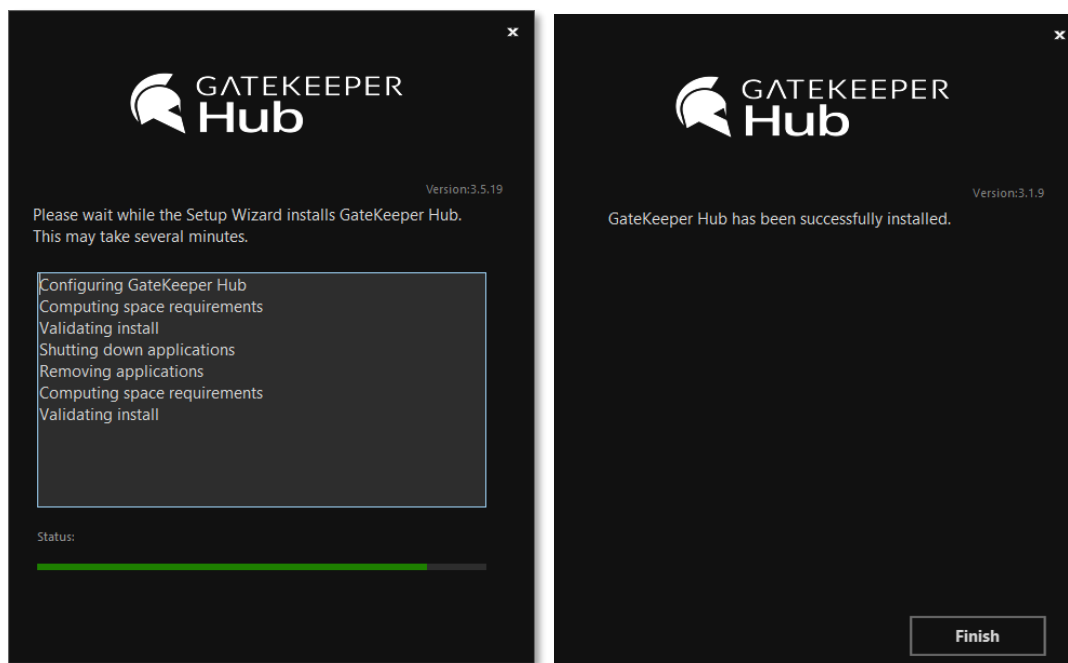 x
GATEKEEPER
Hub
Version:3.5.19
Please wait while the Setup Wizard installs GateKeeper Hub.
This may take several minutes.
Configuring GateKeeper Hub
Computing space requirements
Validating install
Shutting down applications
Removing applications
Computing space requirements
Validating install
Status:
x
GATEKEEPER
Hub
Version:3.1.9
GateKeeper Hub has been successfully installed.
Finish